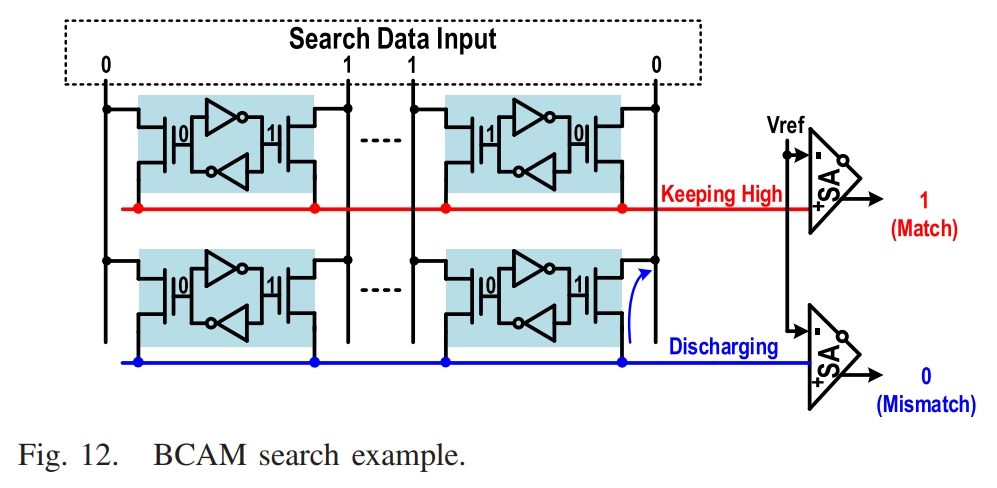 Search Data Input
0 1 1 0
0 1 1 0
Vref
- +SA
Keeping High
1
(Match)
0 1 0 1
Discharging
- +SA
0
(Mismatch)
Fig. 12. BCAM search example.